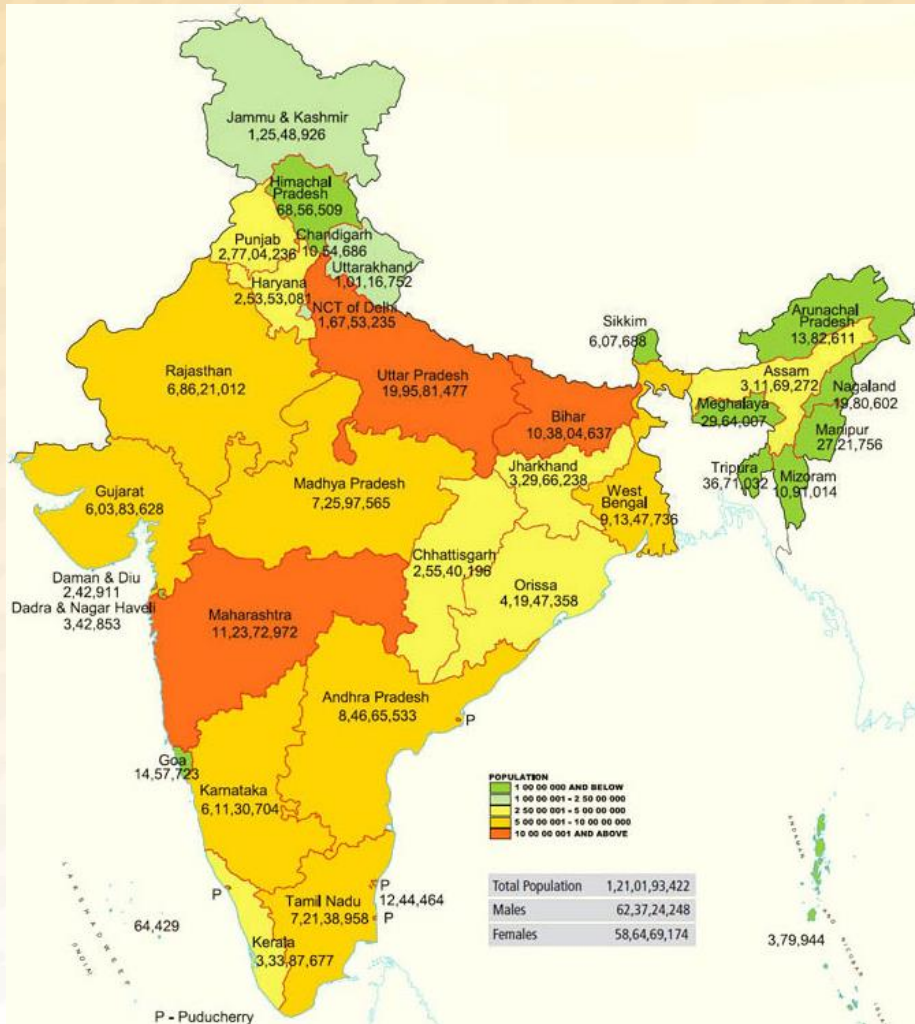 Jammu & Kashmir
1,25,48,926
Himachal
Pradesh
68,56,509
Chandigarh
10,54,686
Punjab
2,77,04,236
Uttarakhand
1,01,16,752
Haryana
2,53,53,081
NCT of Delhi
1,67,53,235
Sikkim
6,07,688
Arunachal
Pradesh
13,82,611
Rajasthan
6,86,21,012
Uttar Pradesh
19,95,81,477
Assam
3,11,69,272
Nagaland
19,80,602
Meghalaya
29,64,007
Manipur
27,21,756
Bihar
10,38,04,637
Jharkhand
3,29,66,238
Tripura
36,71,032
Mizoram
10,91,014
Gujarat
6,03,83,628
Madhya Pradesh
7,25,97,565
West
Bengal
9,13,47,736
Chhattisgarh
2,55,40,196
Daman & Diu
2,42,911
Dadra & Nagar Haveli
3,42,853
Orissa
4,19,47,358
Maharashtra
11,23,72,972
Andhra Pradesh
8,46,65,533
P
Goa
14,57,723
Karnataka
6,11,30,704
POPULATION
1 00 00 000 AND BELOW
1 00 00 001 - 2 50 00 000
2 50 00 001 - 5 00 00 000
5 00 00 001 - 10 00 00 000
10 00 00 001 AND ABOVE
Total Population 1,21,01,93,422
Males 62,37,24,248
Females 58,64,69,174
P
P
12,44,464
P
Tamil Nadu
7,21,38,958
Kerala
3,33,87,677
LAKSHADWEEP
(INDIA)
64,429
ANDAMAN
AND NICOBAR
3,79,944
P - Puducherry